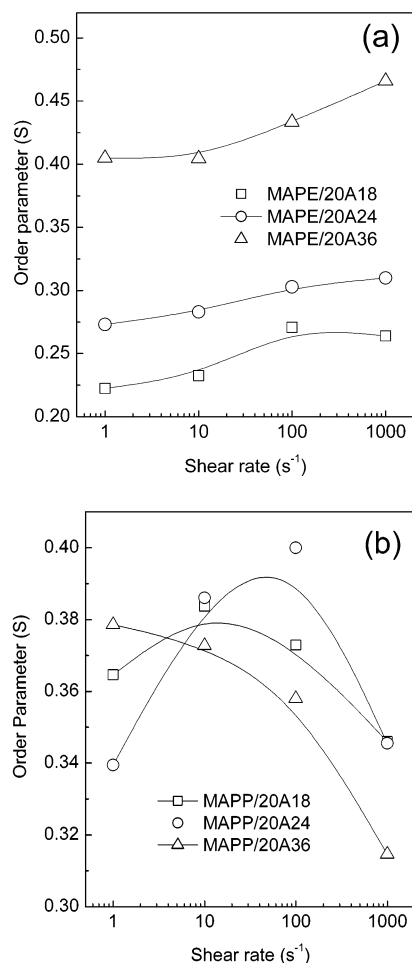 (a)
0.50
0.45
0.40
0.35
0.30
0.25
0.20
Order parameter (S)
MAPE/20A18
MAPE/20A24
MAPE/20A36
1 10 100 1000
Shear rate (s⁻¹)
(b)
0.40
0.38
0.36
0.34
0.32
0.30
Order Parameter (S)
MAPP/20A18
MAPP/20A24
MAPP/20A36
1 10 100 1000
Shear rate (s⁻¹)